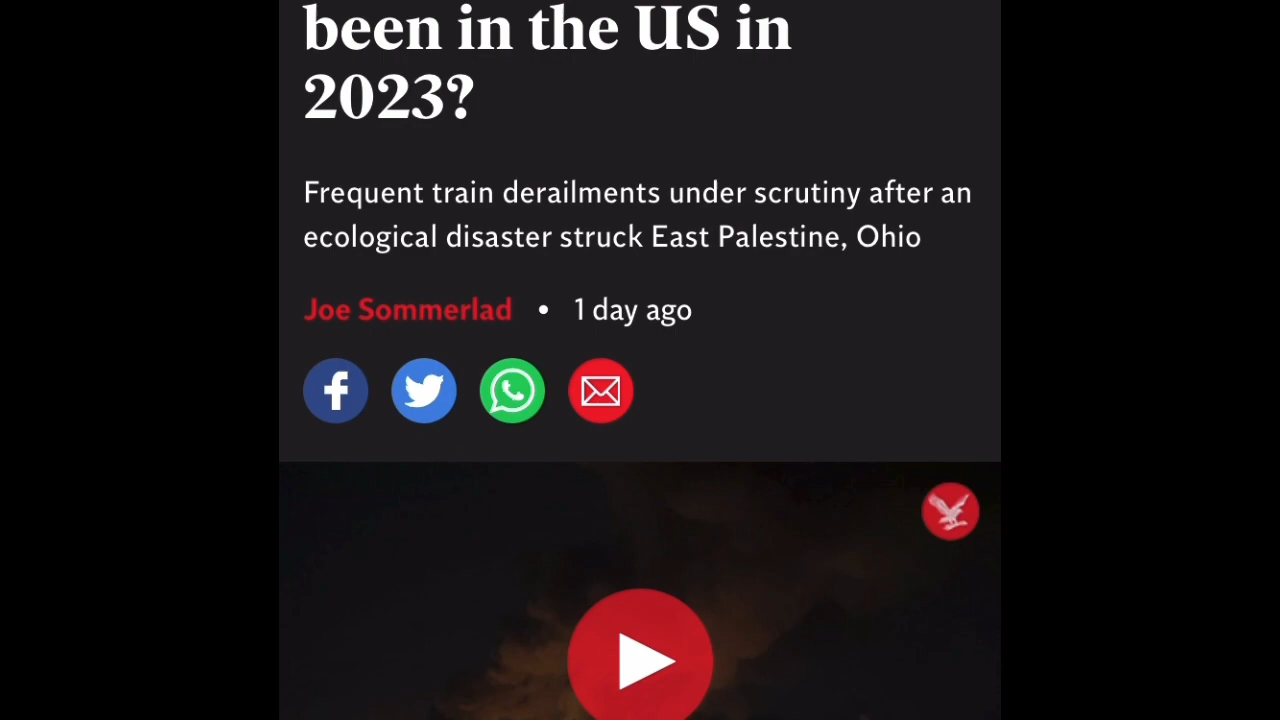 been in the US in
2023?
Frequent train derailments under scrutiny after an
ecological disaster struck East Palestine, Ohio
Joe Sommerlad • 1 day ago